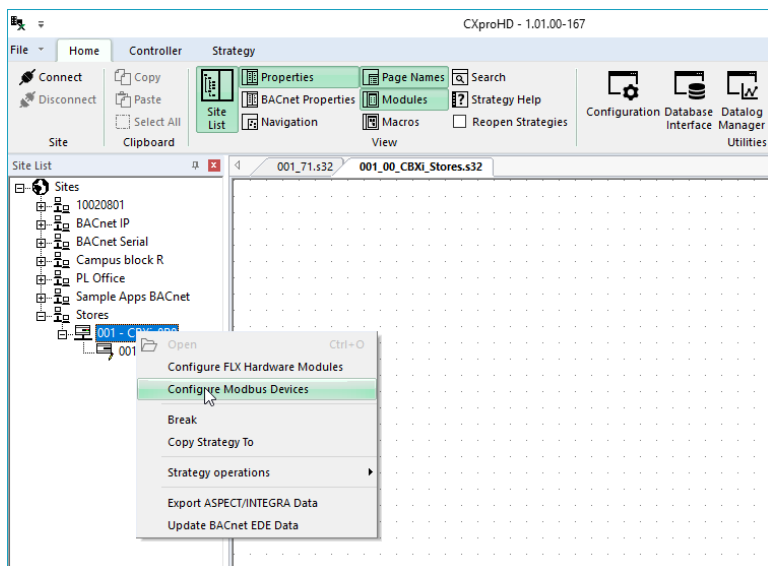 CXproHD - 1.01.00-167
File Home Controller Strategy
Connect
Disconnect
Site
Copy
Paste
Select All
Clipboard
Site
List
Properties
BACnet Properties
Navigation
Page Names
Modules
Macros
Search
Strategy Help
Reopen Strategies
View
Configuration
Database
Interface
Datalog
Manager
Utilities
Site List
001_71.s32
001_00_CBXi_Stores.s32
Sites
10020801
BACnet IP
BACnet Serial
Campus block R
PL Office
Sample Apps BACnet
Stores
001 -
001
Open Ctrl+O
Configure FLX Hardware Modules
Configure Modbus Devices
Break
Copy Strategy To
Strategy operations
Export ASPECT/INTEGRA Data
Update BACnet EDE Data